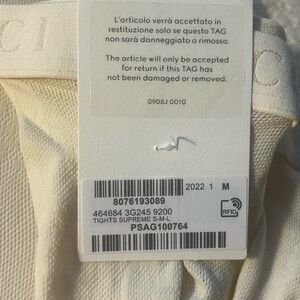 L'articolo verrà accettato in
restituzione solo se questo TAG
non sarà danneggiato o rimosso.
The article will only be accepted
for return if this TAG has
not been damaged or removed.
0908J 0010
2022 1 M
8076193089
464684 3G245 9200
TIGHTS SUPREME S-M-L
PSAG100764
RFID